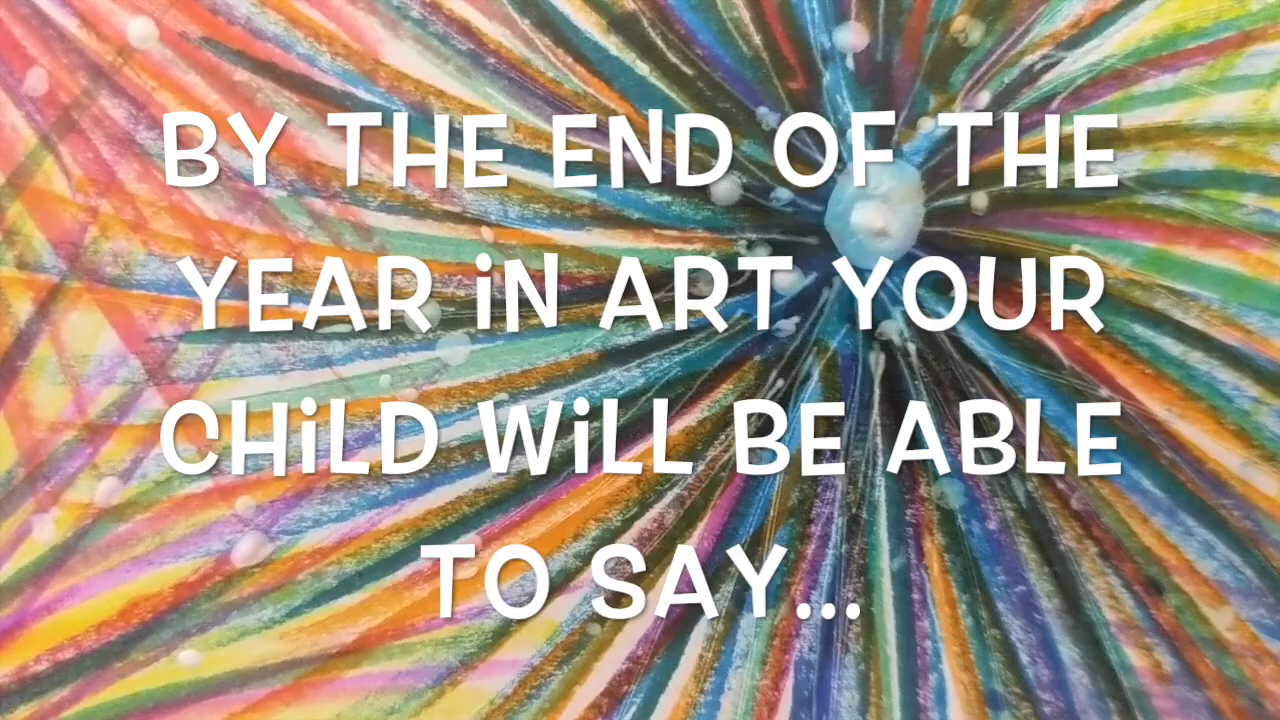 BY THE END OF THE
YEAR iN ART YOUR
CHiLD WiLL BE ABLE
TO SAY...